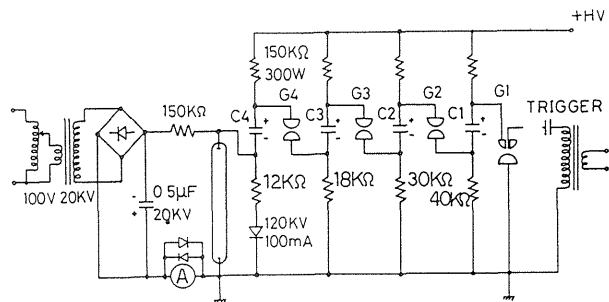 +HV
150KΩ
300W
G4
G3
G2
G1
150KΩ
C4
+
-
C3
+
-
C2
+
-
C1
+
-
TRIGGER
100V
20KV
-
+
0.5μF
20KV
A
12KΩ
18KΩ
30KΩ
40KΩ
120KV
100mA